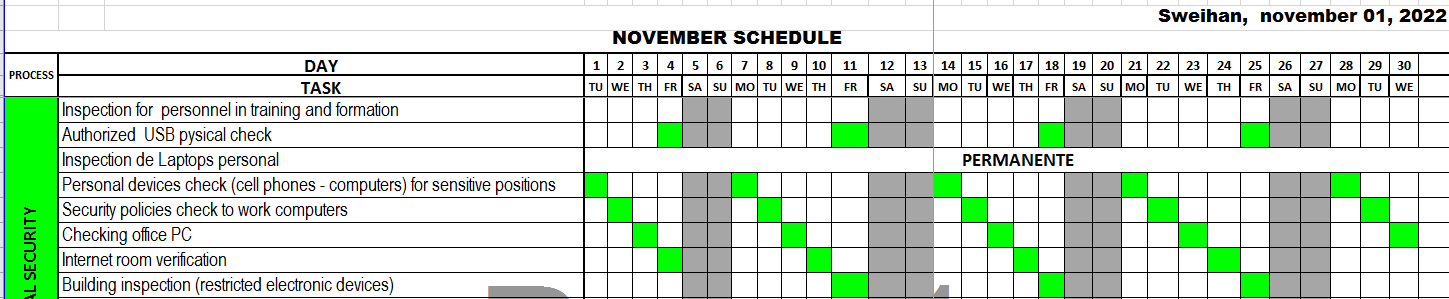 Sweihan, november 01, 2022
NOVEMBER SCHEDULE
PROCESS
DAY 1 2 3 4 5 6 7 8 9 10 11 12 13 14 15 16 17 18 19 20 21 22 23 24 25 26 27 28 29 30
TASK TU WE TH FR SA SU MO TU WE TH FR SA SU MO TU WE TH FR SA SU MO TU WE TH FR SA SU MO TU WE
Inspection for personnel in training and formation
Authorized USB pysical check
Inspection de Laptops personal PERMANENTE
Personal devices check (cell phones - computers) for sensitive positions
Security policies check to work computers
Checking office PC
Internet room verification
Building inspection (restricted electronic devices)
SECURITY